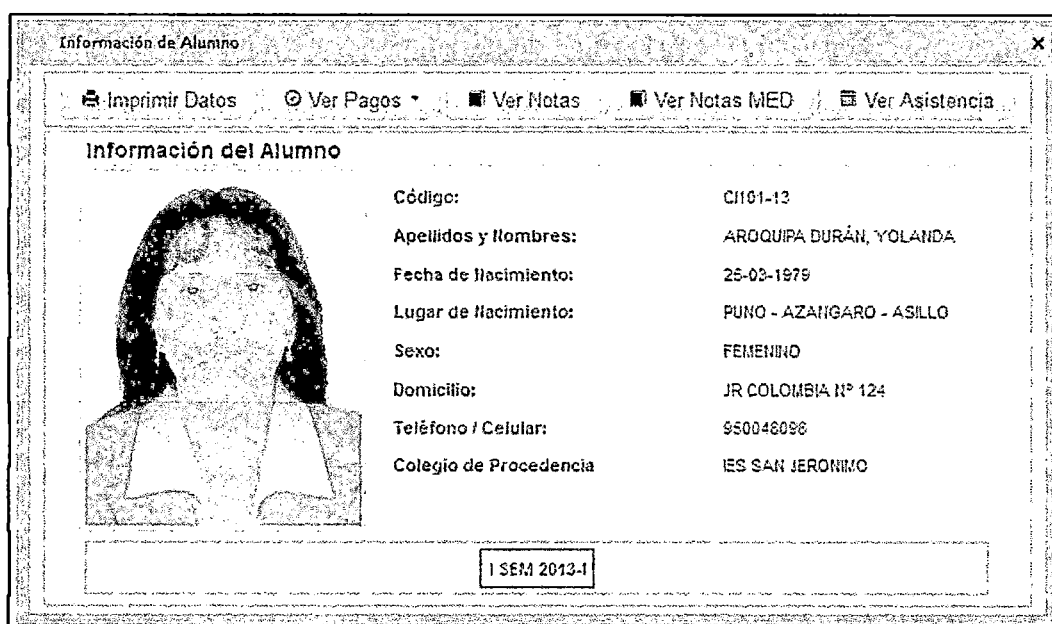 Información de Alumno
Imprimir Datos Ver Pagos Ver Notas Ver Notas MED Ver Asistencia
Información del Alumno
Código: CI101-13
Apellidos y Nombres: AROQUIPA DURÁN, YOLANDA
Fecha de Nacimiento: 25-03-1979
Lugar de Nacimiento: PUNO - AZANGARO - ASILLO
Sexo: FEMENINO
Domicilio: JR COLOMBIA Nº 124
Teléfono / Celular: 950048098
Colegio de Procedencia IES SAN JERONIMO
I SEM 2013-I